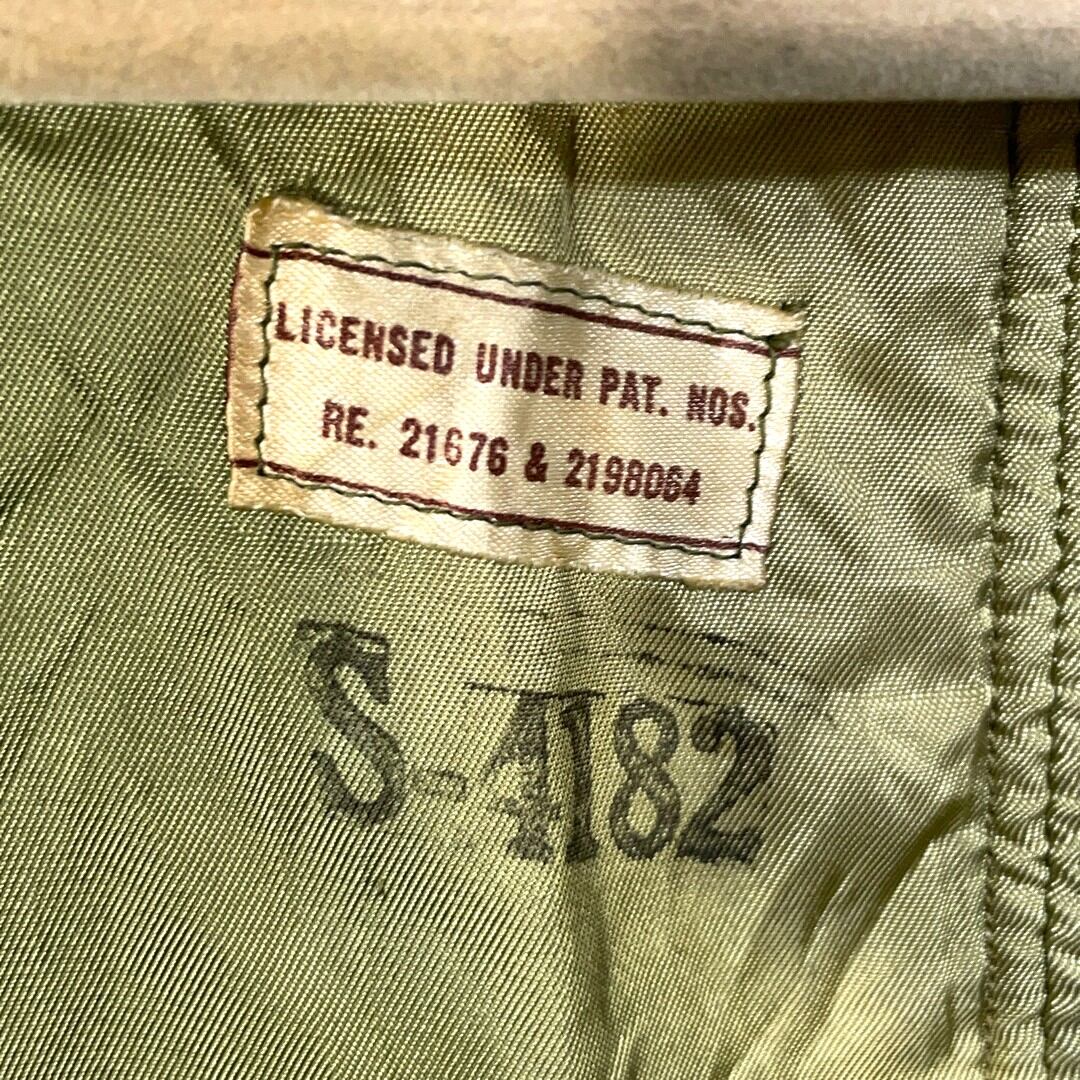 LICENSED UNDER PAT. NOS.
RE. 21676 & 2198064
S-4182